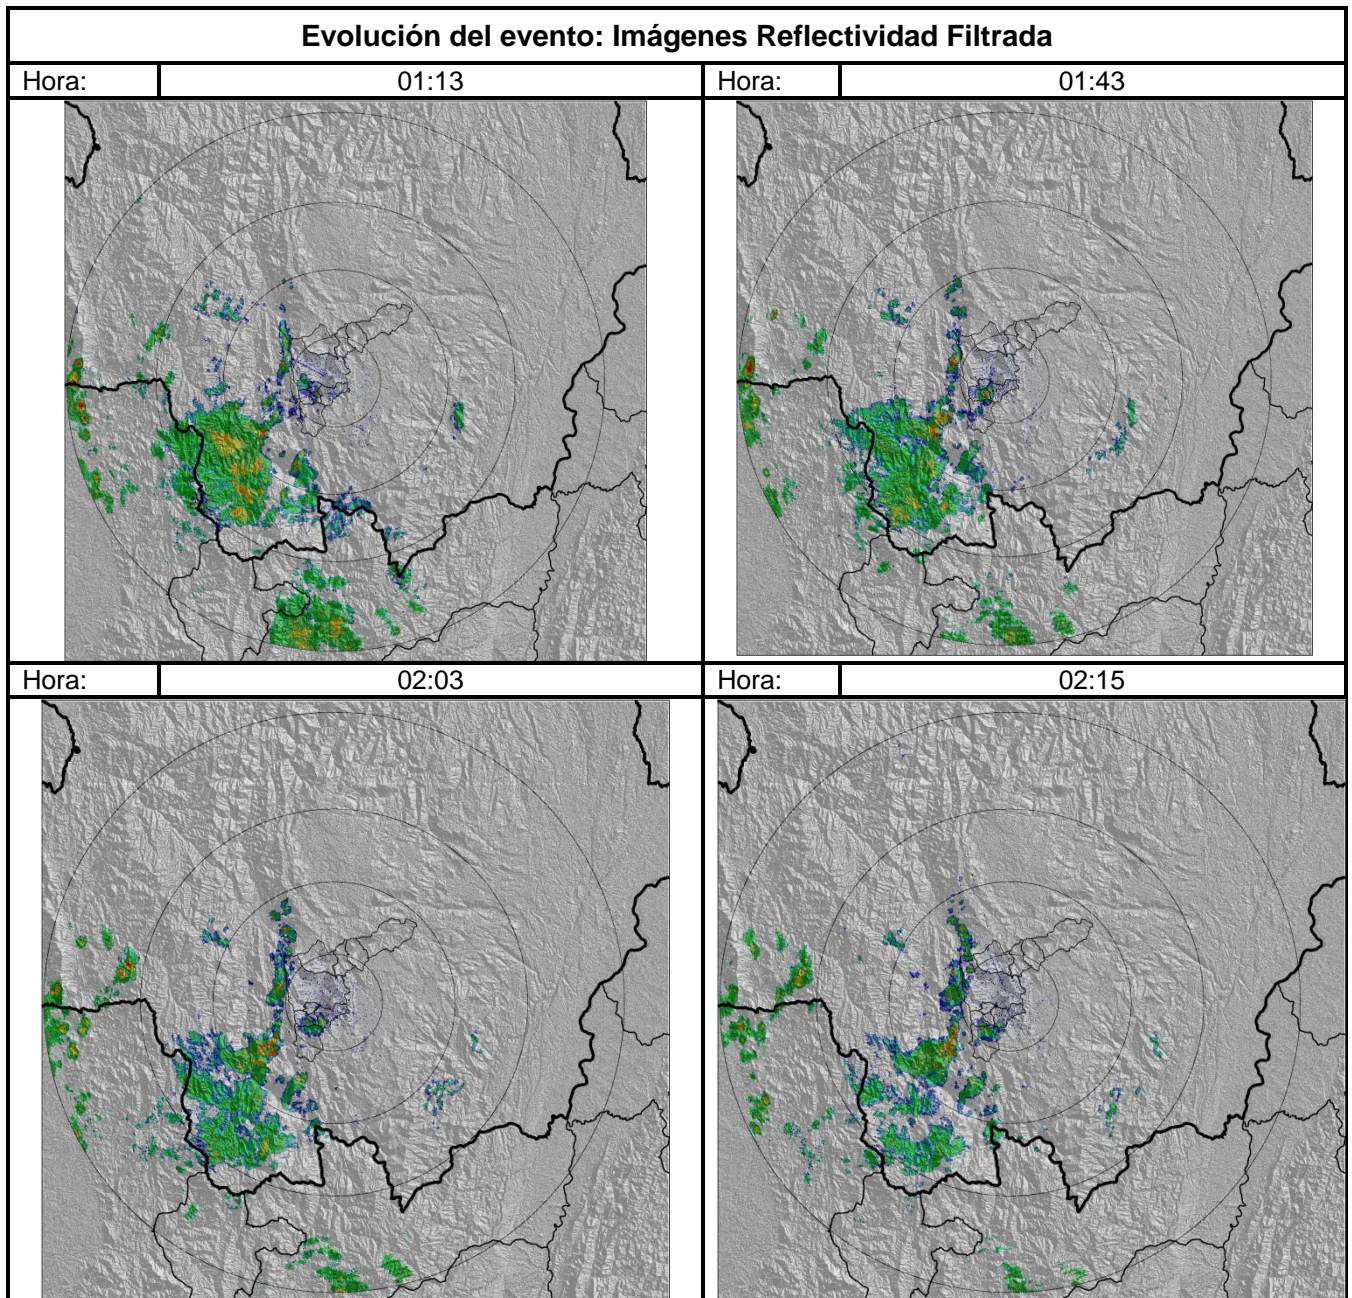 Evolución del evento: Imágenes Reflectividad Filtrada
Hora: 01:13 Hora: 01:43
Hora: 02:03 Hora: 02:15